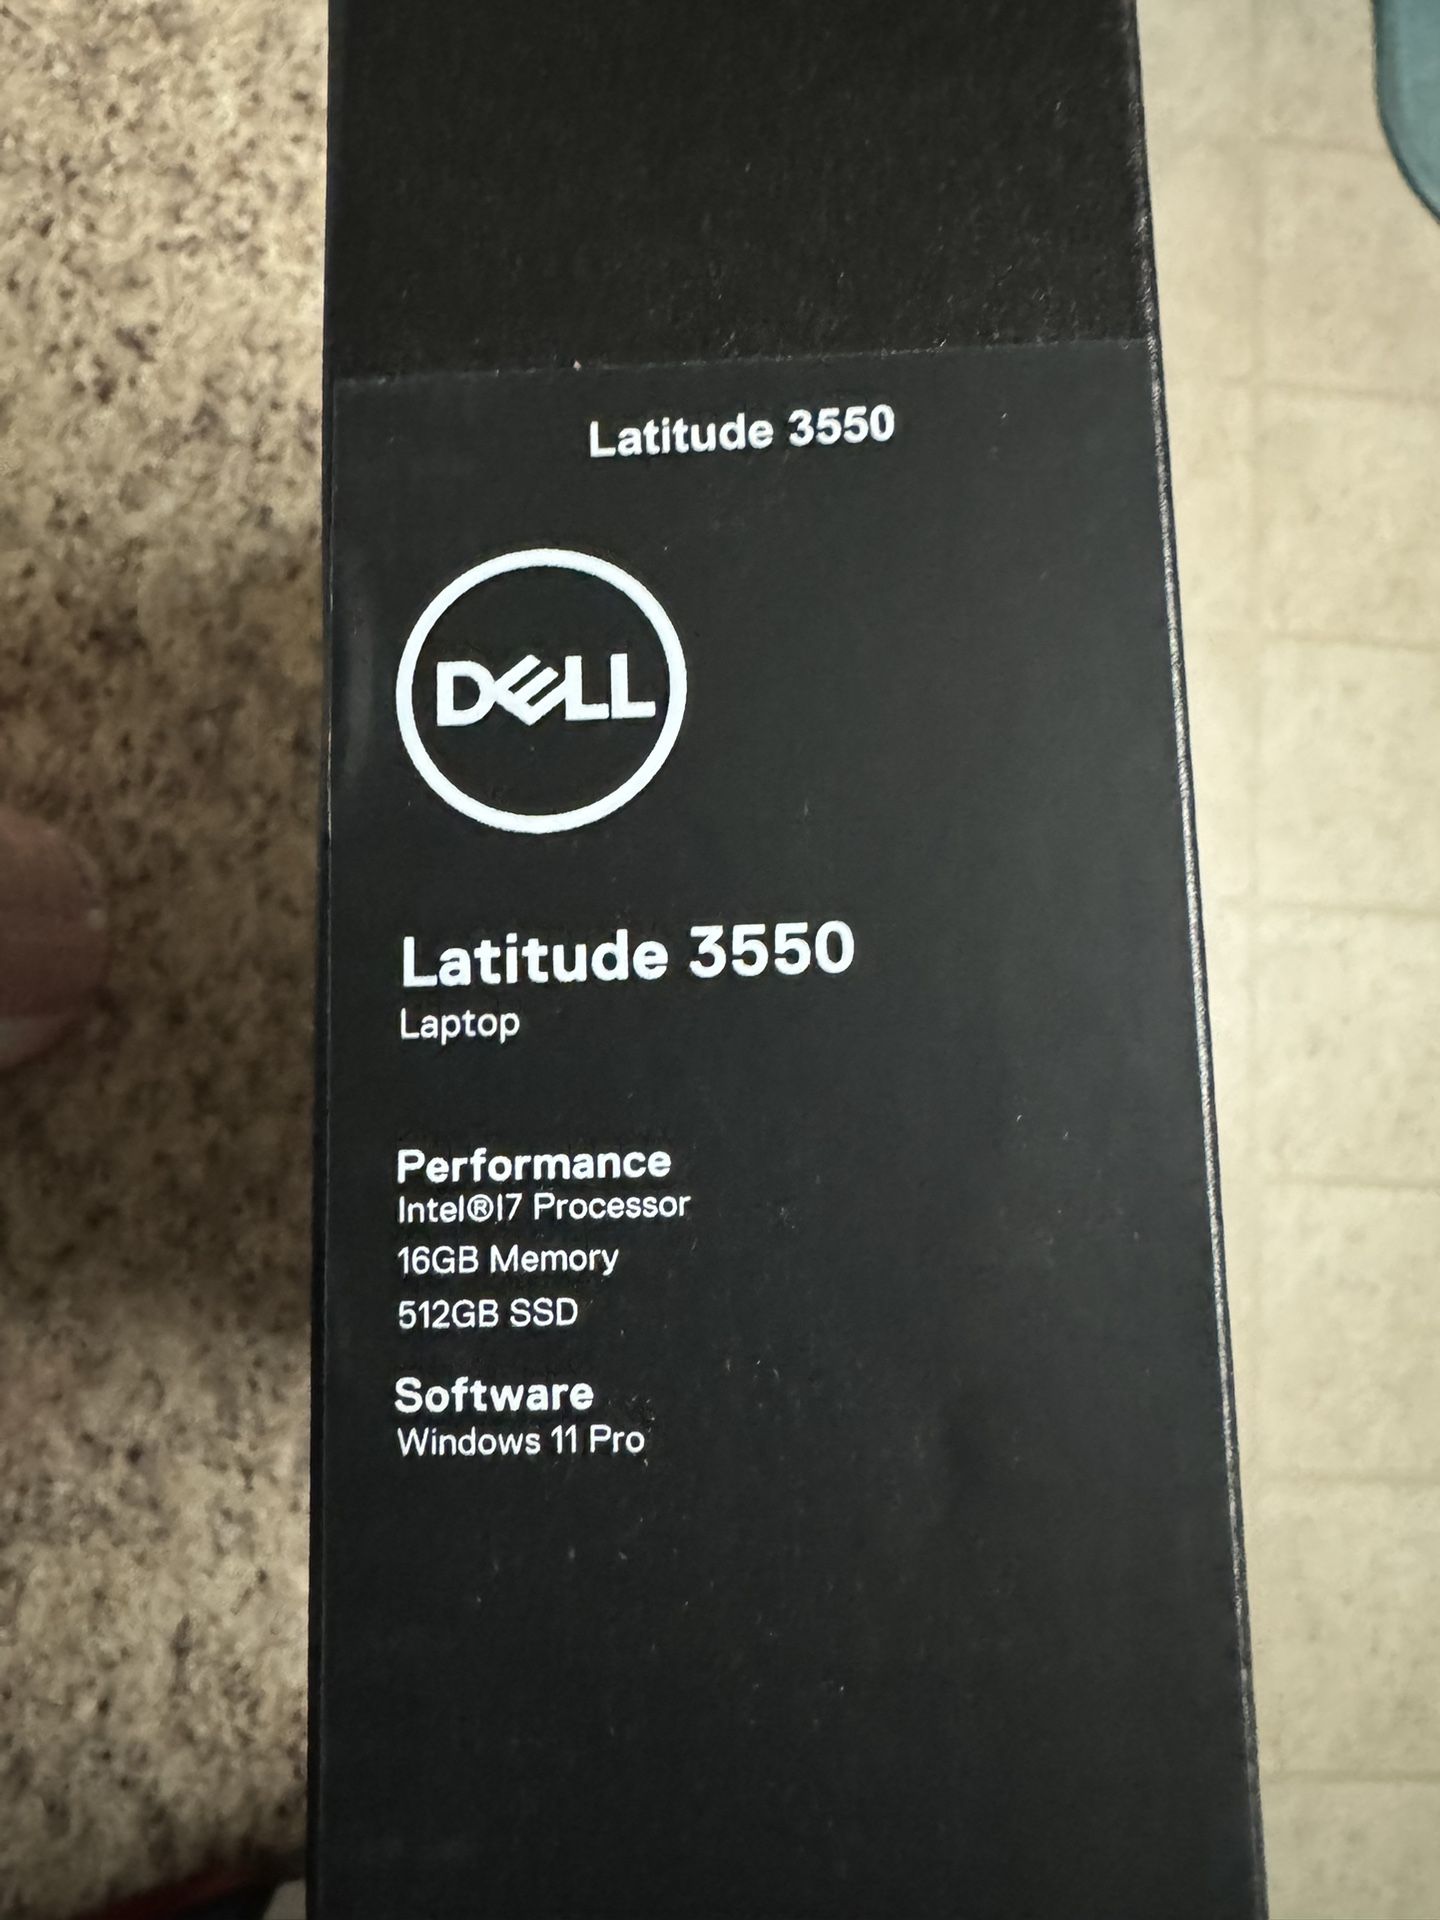 Latitude 3550
DELL
Latitude 3550
Laptop
Performance
Intel®I7 Processor
16GB Memory
512GB SSD
Software
Windows 11 Pro